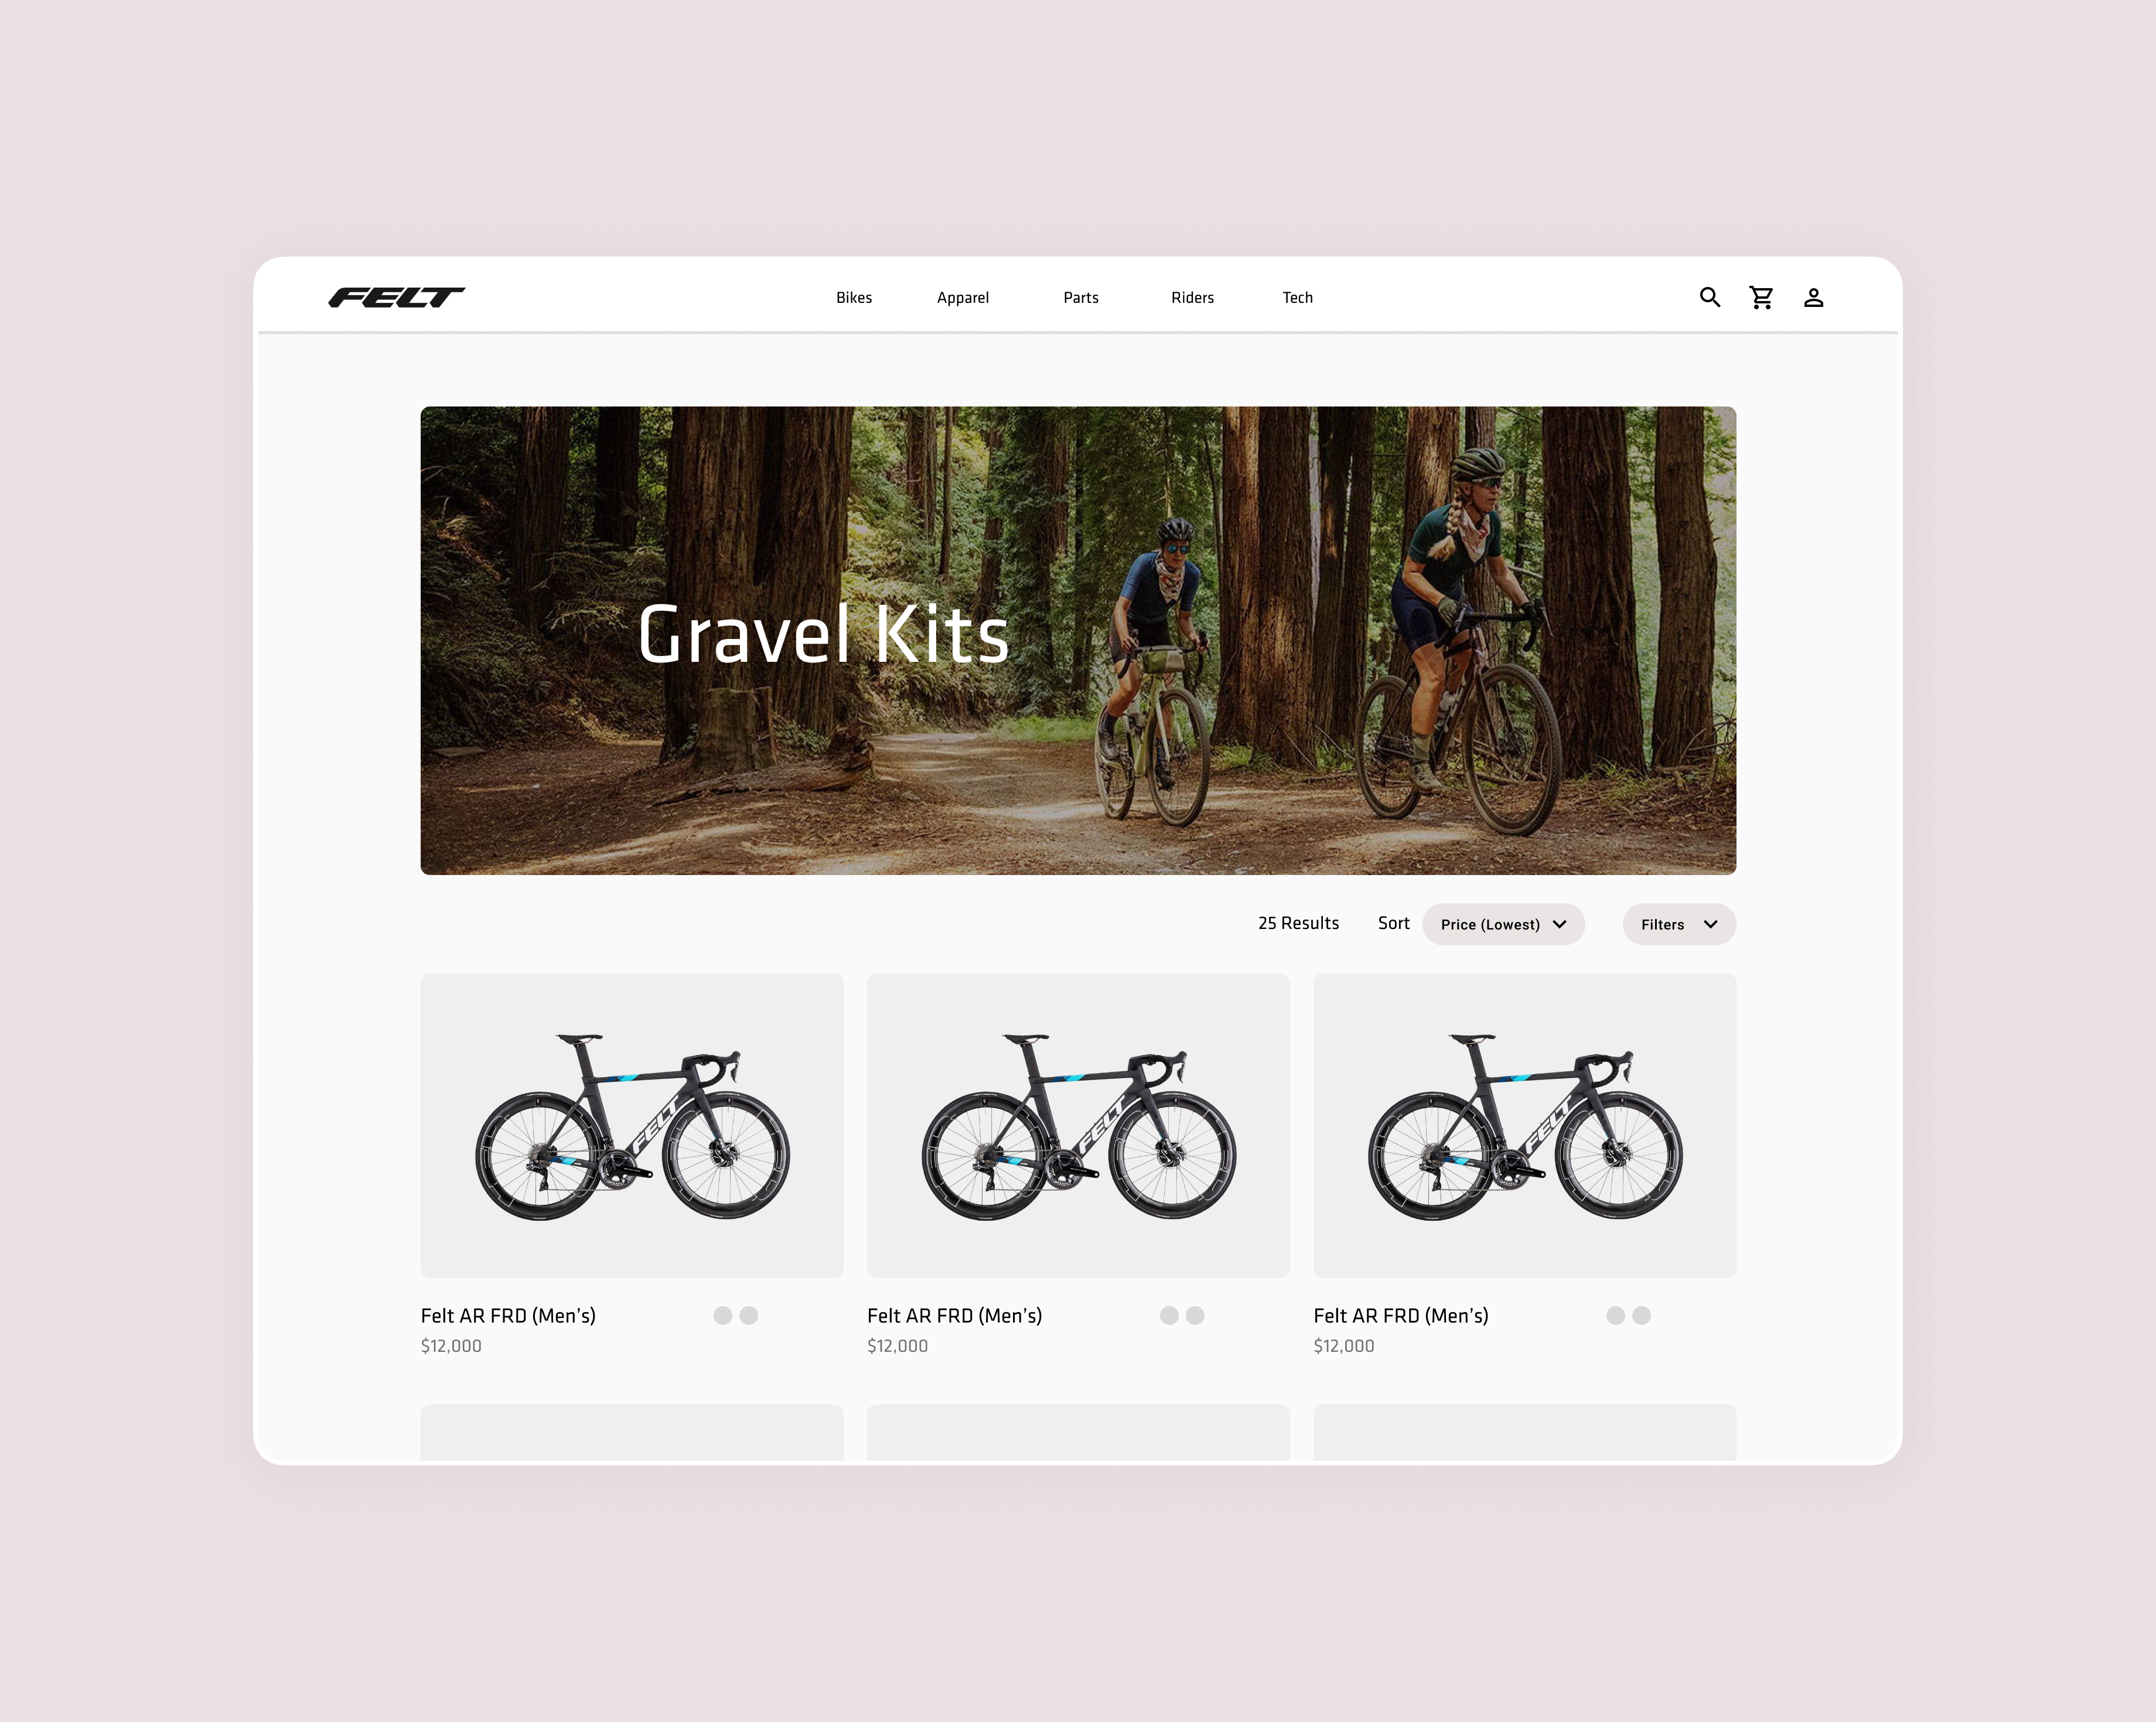 FELT
Bikes Apparel Parts Riders Tech
Gravel Kits
25 Results Sort Price (Lowest) Filters
FELT FELT FELT
Felt AR FRD (Men’s) Felt AR FRD (Men’s) Felt AR FRD (Men’s)
$12,000 $12,000 $12,000